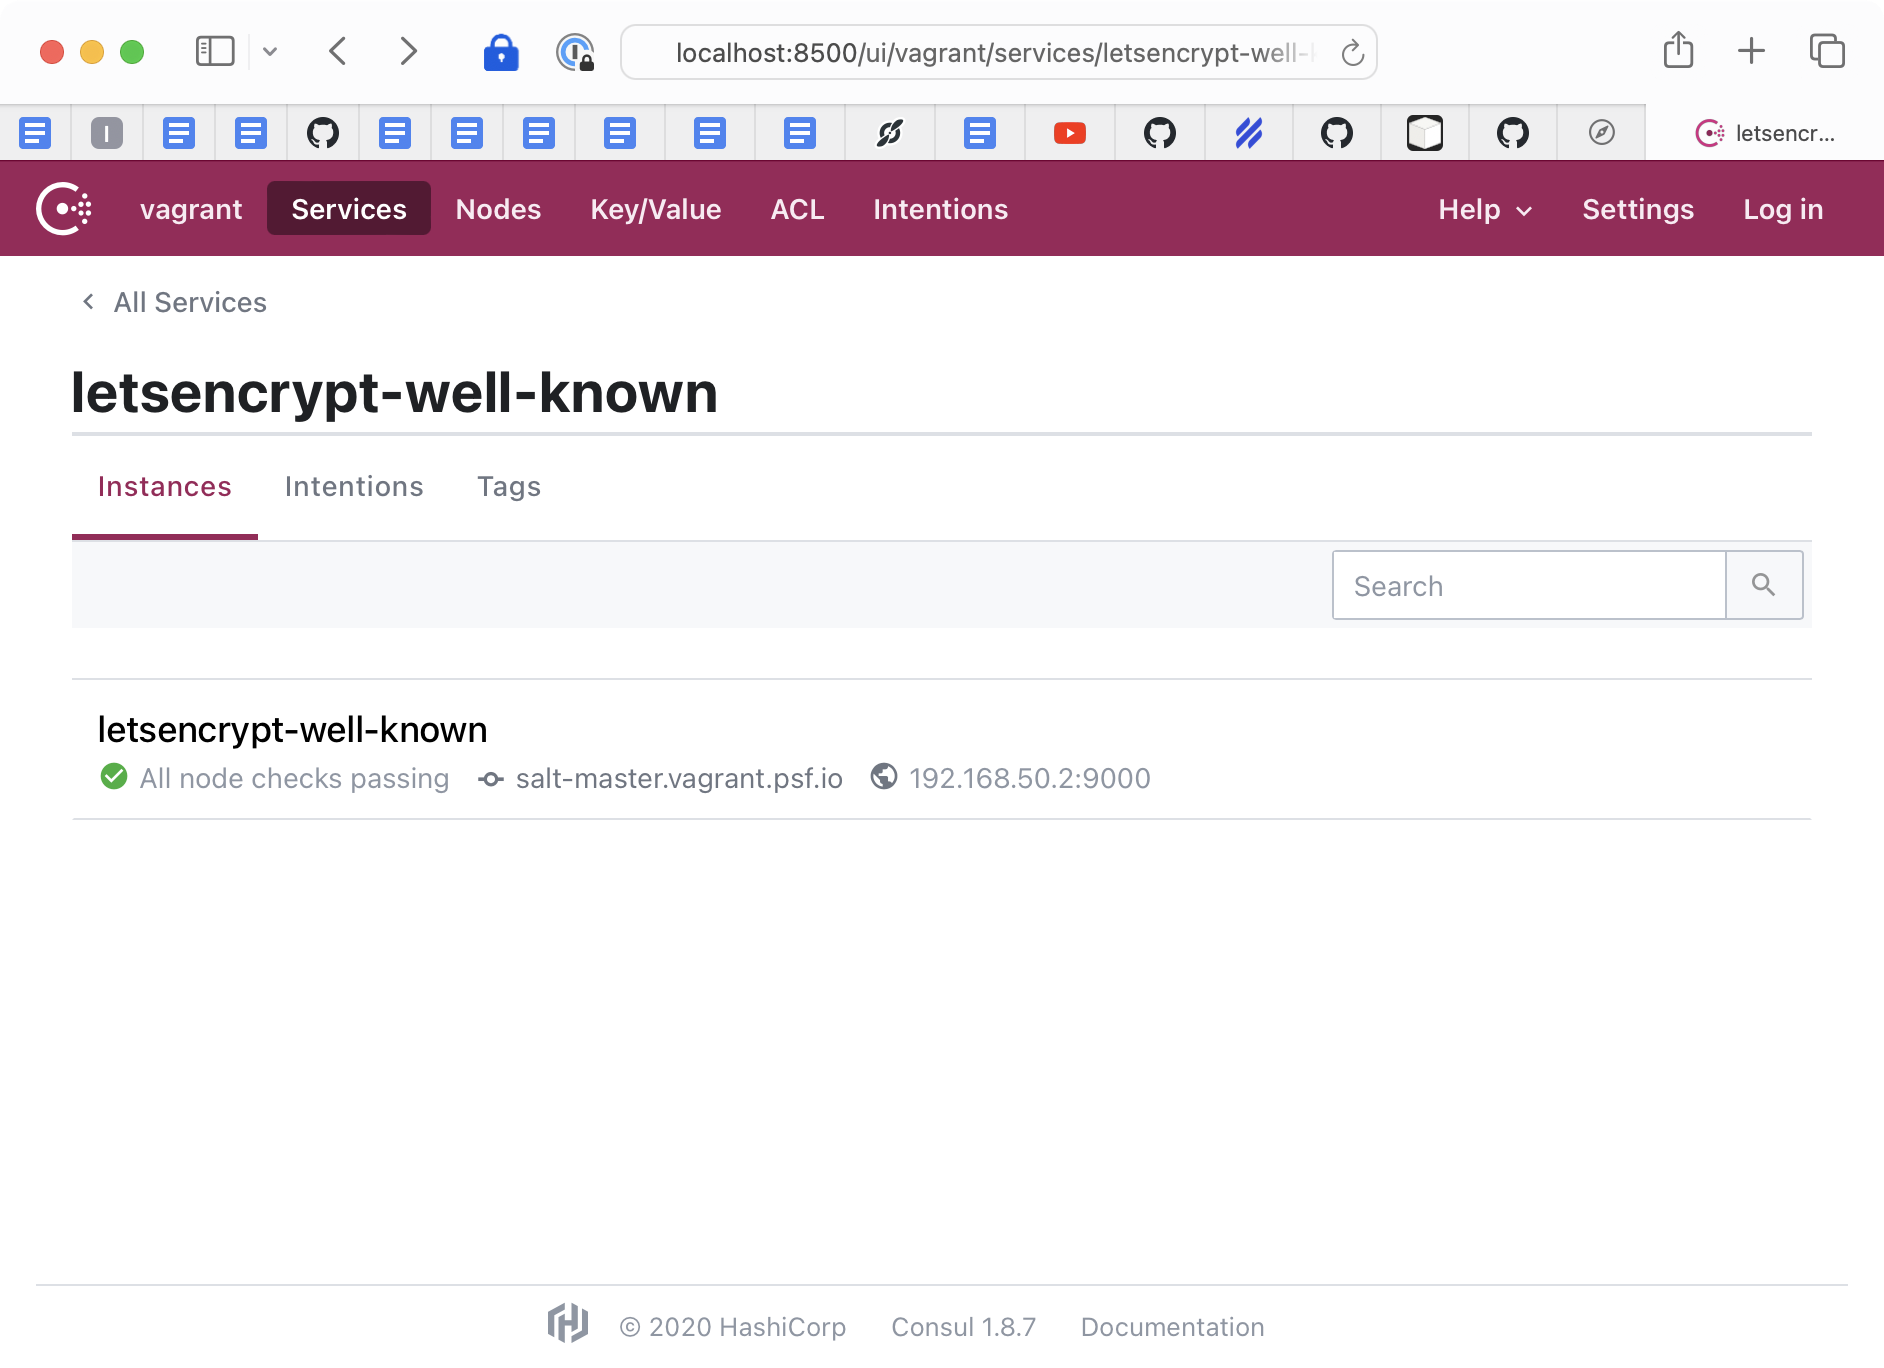 localhost:8500/ui/vagrant/services/letsencrypt-well-
letsencr...
vagrant Services Nodes Key/Value ACL Intentions Help Settings Log in
All Services
letsencrypt-well-known
Instances Intentions Tags
Search
letsencrypt-well-known
All node checks passing salt-master.vagrant.psf.io 192.168.50.2:9000
© 2020 HashiCorp Consul 1.8.7 Documentation